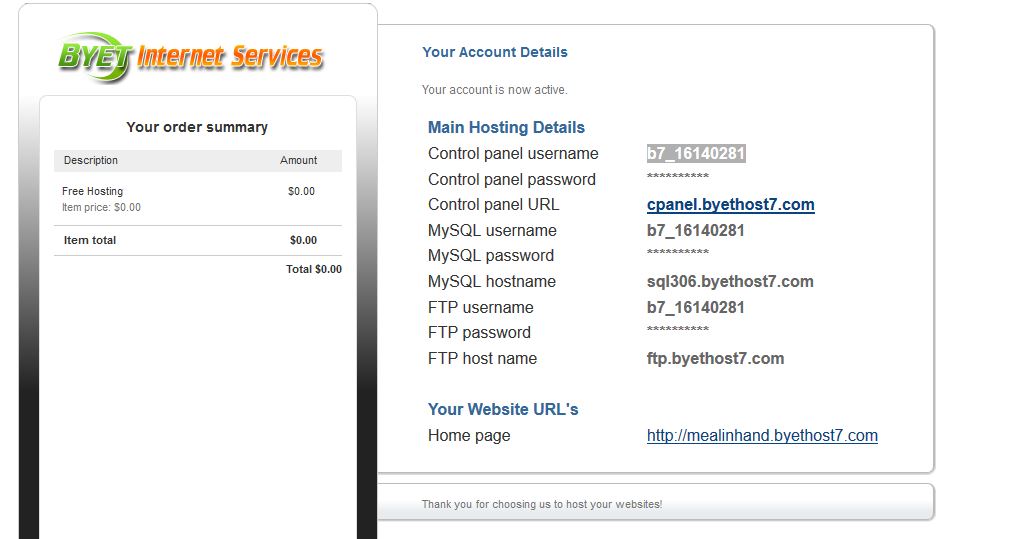 BYET Internet Services
Your order summary
Description Amount
Free Hosting $0.00
Item price: $0.00
Item total $0.00
Total $0.00
Your Account Details
Your account is now active.
Main Hosting Details
Control panel username b7_16140281
Control panel password **********
Control panel URL cpanel.byethost7.com
MySQL username b7_16140281
MySQL password **********
MySQL hostname sql306.byethost7.com
FTP username b7_16140281
FTP password **********
FTP host name ftp.byethost7.com
Your Website URL's
Home page http://mealinhand.byethost7.com
Thank you for choosing us to host your websites!